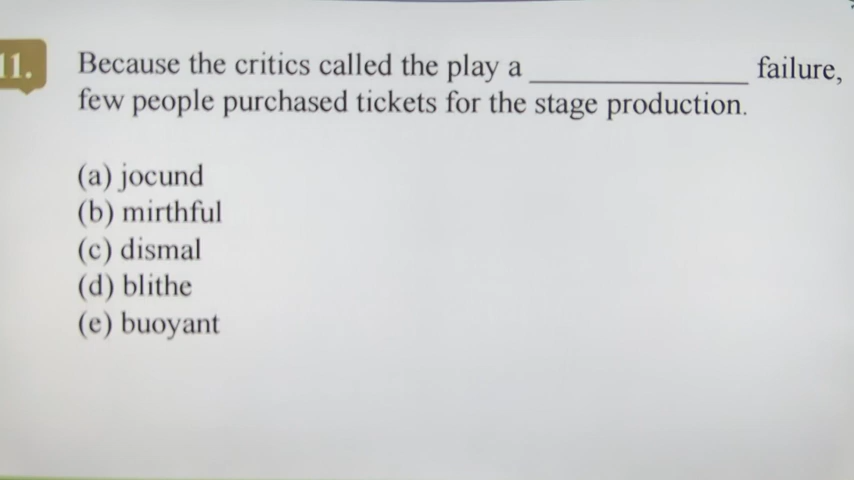 11.
Because the critics called the play a ______________ failure,
few people purchased tickets for the stage production.
(a) jocund
(b) mirthful
(c) dismal
(d) blithe
(e) buoyant